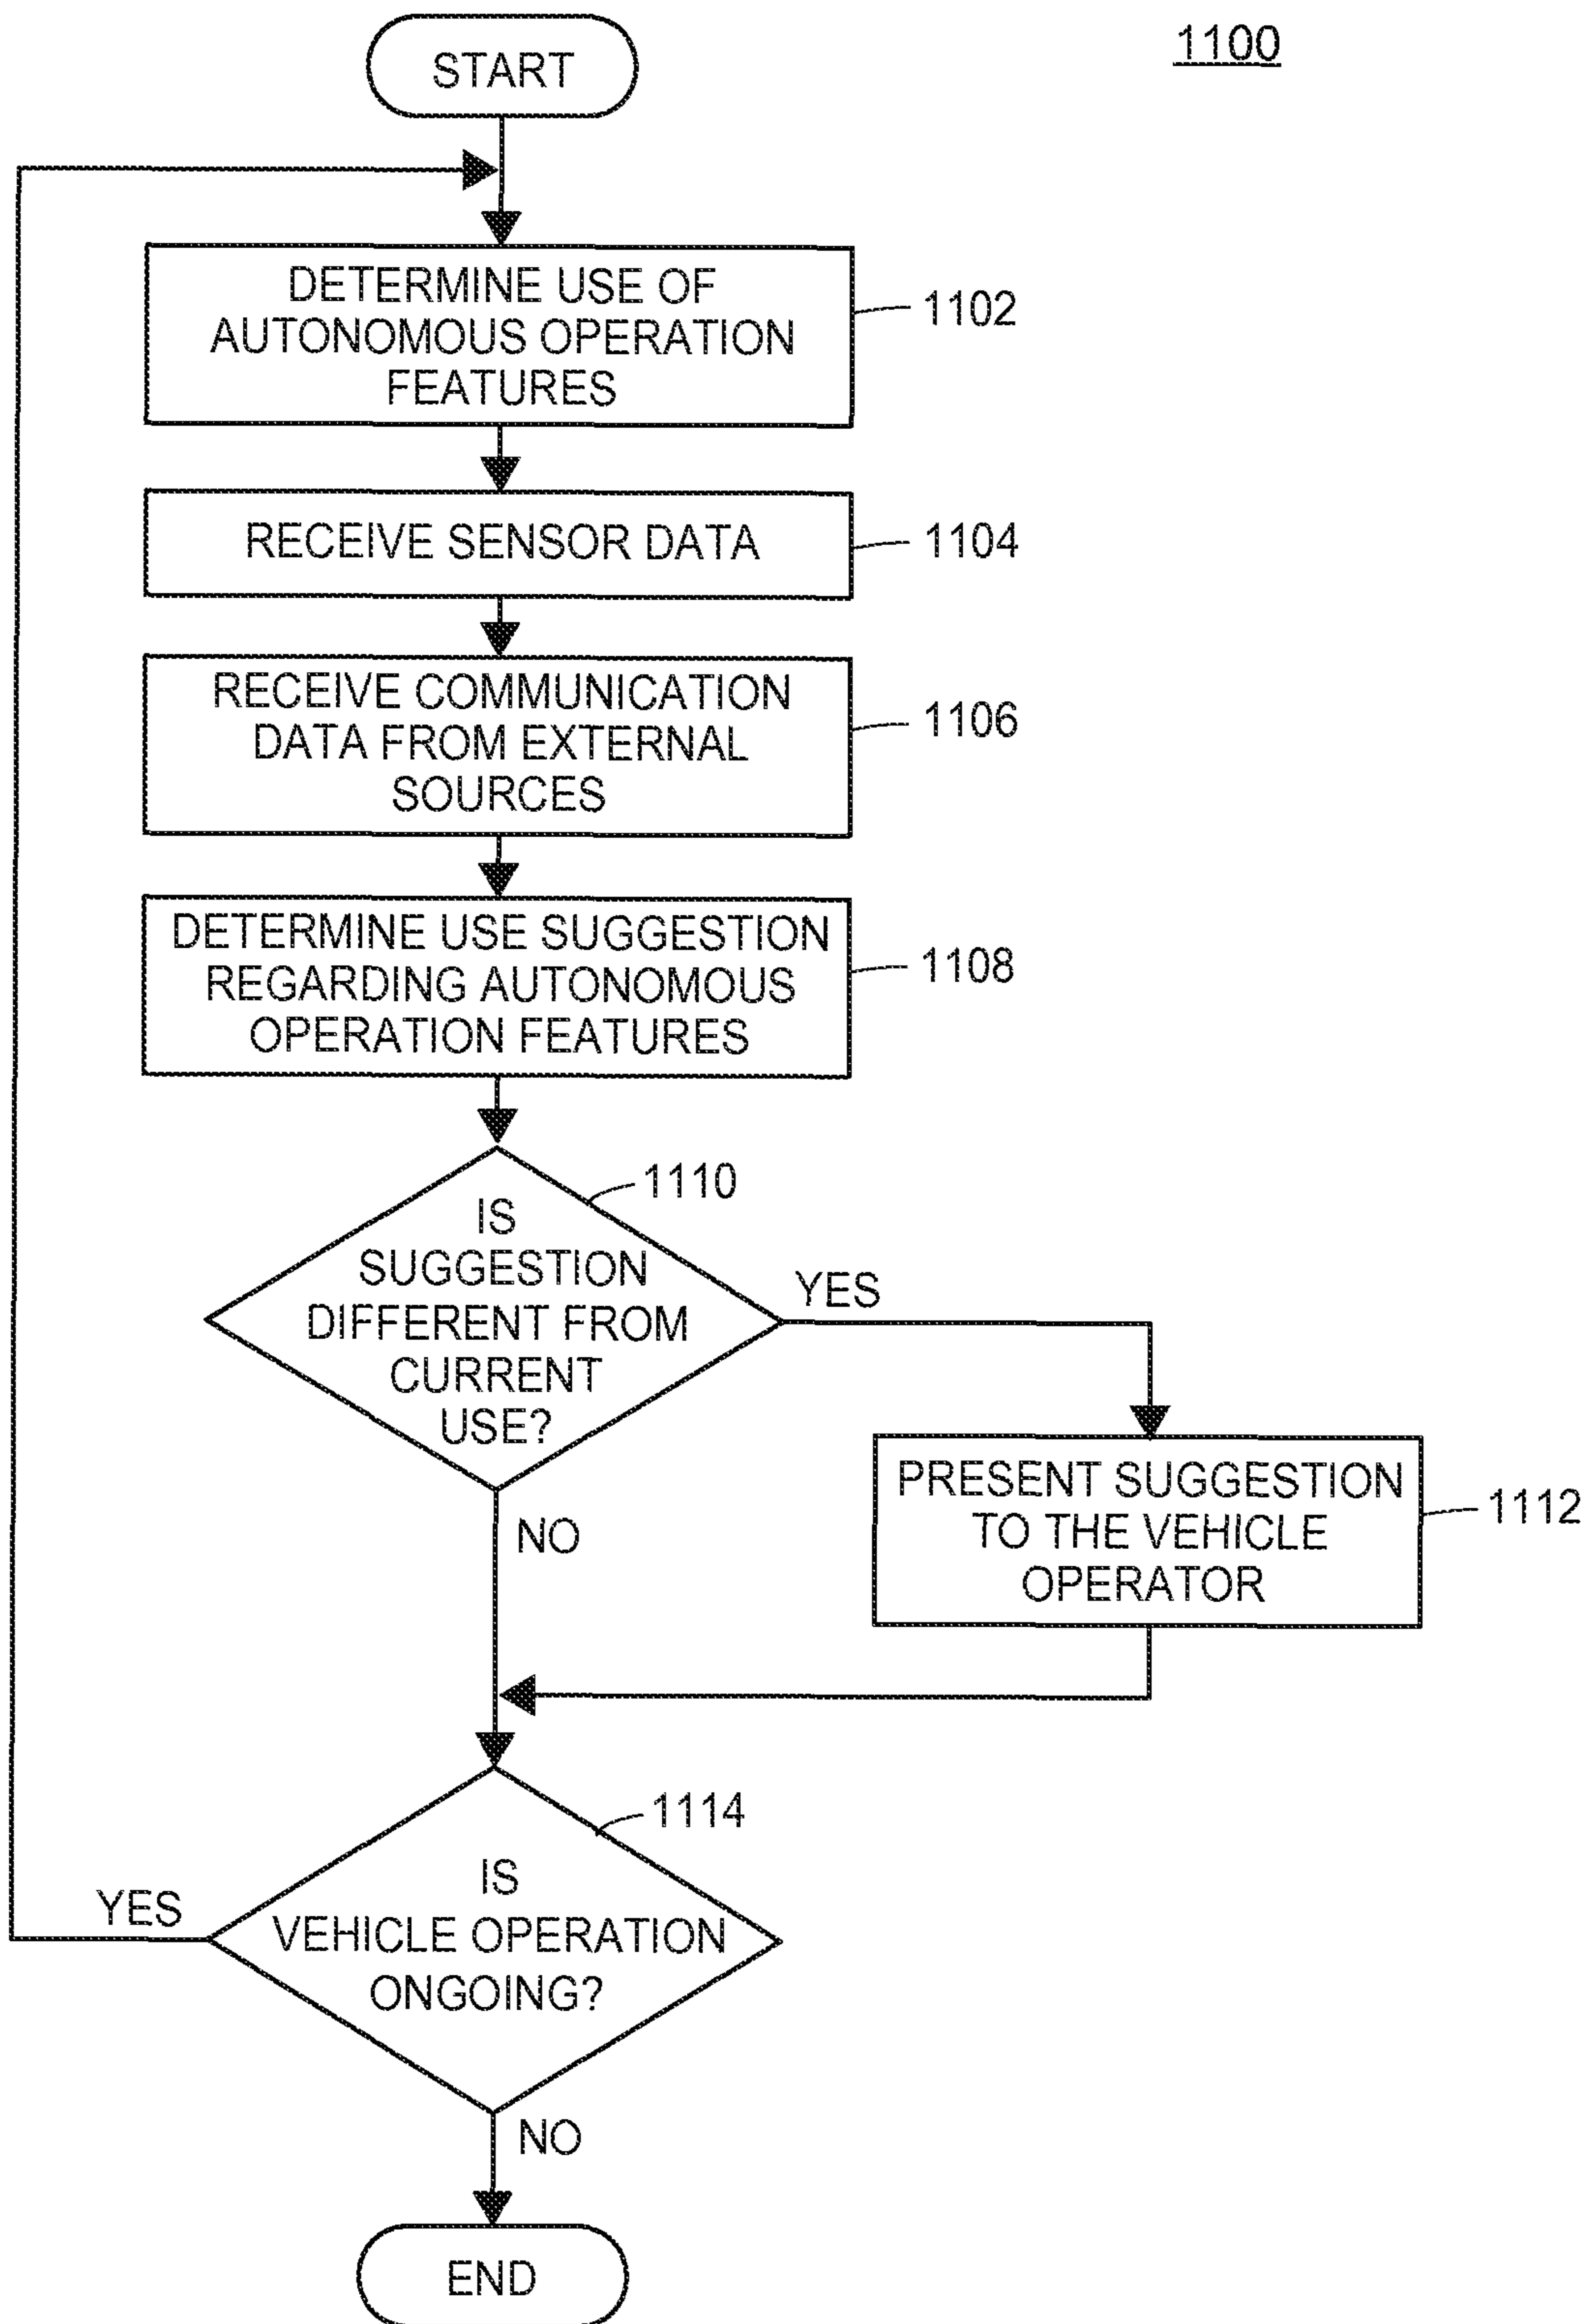 1100
START
DETERMINE USE OF
AUTONOMOUS OPERATION
FEATURES
1102
RECEIVE SENSOR DATA
1104
RECEIVE COMMUNICATION
DATA FROM EXTERNAL
SOURCES
1106
DETERMINE USE SUGGESTION
REGARDING AUTONOMOUS
OPERATION FEATURES
1108
1110
IS
SUGGESTION
DIFFERENT FROM
CURRENT
USE?
YES
NO
PRESENT SUGGESTION
TO THE VEHICLE
OPERATOR
1112
1114
IS
VEHICLE OPERATION
ONGOING?
YES
NO
END